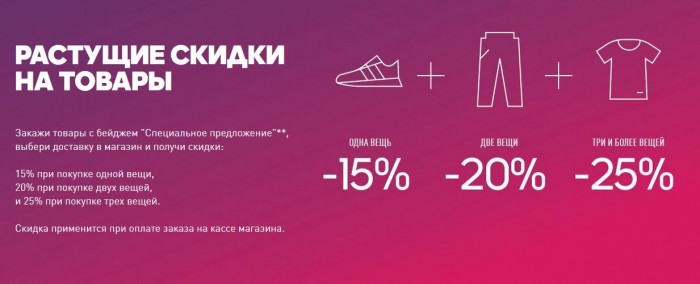 РАСТУЩИЕ СКИДКИ
НА ТОВАРЫ
Закажи товары с бейджем "Специальное предложение"**,
выбери доставку в магазин и получи скидки:
15% при покупке одной вещи,
20% при покупке двух вещей,
и 25% при покупке трех вещей.
Скидка применится при оплате заказа на кассе магазина.
+ +
ОДНА ВЕЩЬ ДВЕ ВЕЩИ ТРИ И БОЛЕЕ ВЕЩЕЙ
-15% -20% -25%